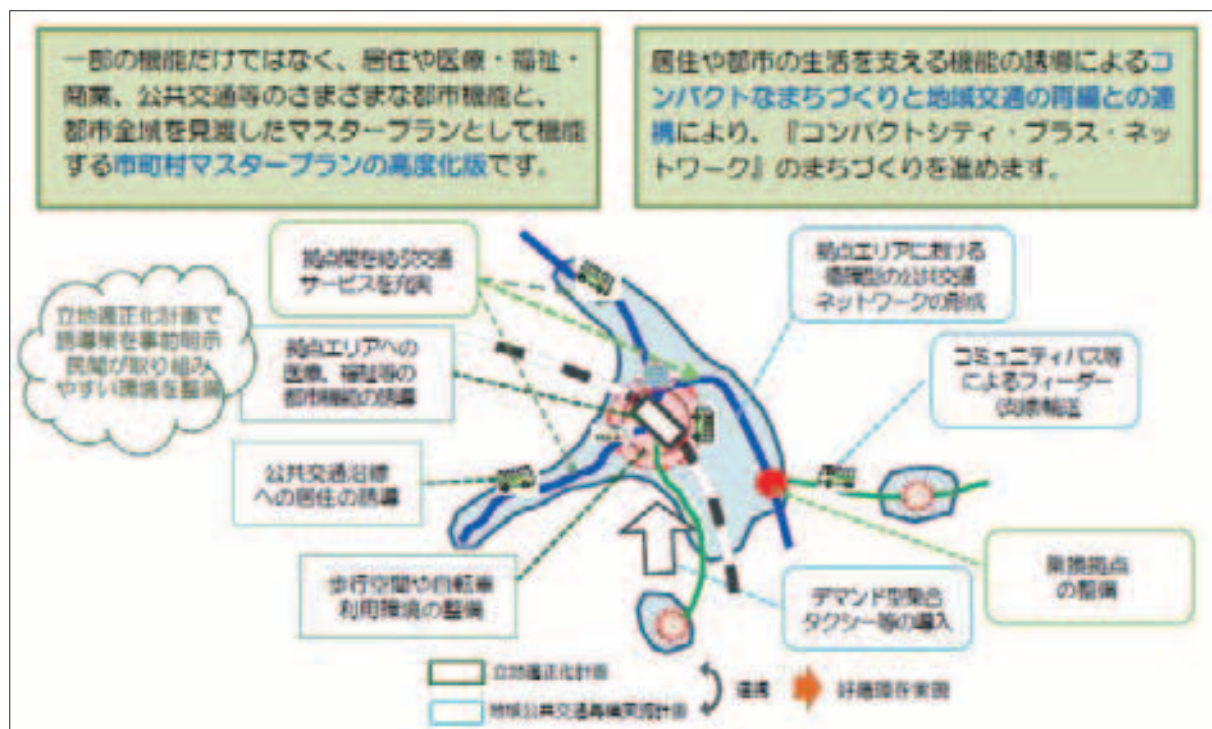 一部の機能だけではなく、居住や医療・福祉・
商業、公共交通等のさまざまな都市機能と、
都市全域を見渡したマスタープランとして機能
する市町村マスタープランの高度化版です。
居住や都市の生活を支える機能の誘導によるコ
ンパクトなまちづくりと地域交通の再編との連
携により、『コンパクトシティ・プラス・ネッ
トワーク』のまちづくりを進めます。
拠点間を結ぶ交通
サービスを充実
拠点エリアにおける
循環型の公共交通
ネットワークの形成
立地適正化計画で
誘導策を事前明示
民間が取り組み
やすい環境を整備
拠点エリアへの
医療、福祉等の
都市機能の誘導
コミュニティバス等
によるフィーダー
(支線)輸送
公共交通沿線
への居住の誘導
歩行空間や自転車
利用環境の整備
デマンド型乗合
タクシー等の導入
乗換拠点
の整備
立地適正化計画
連携
好循環を実現
地域公共交通再編実施計画